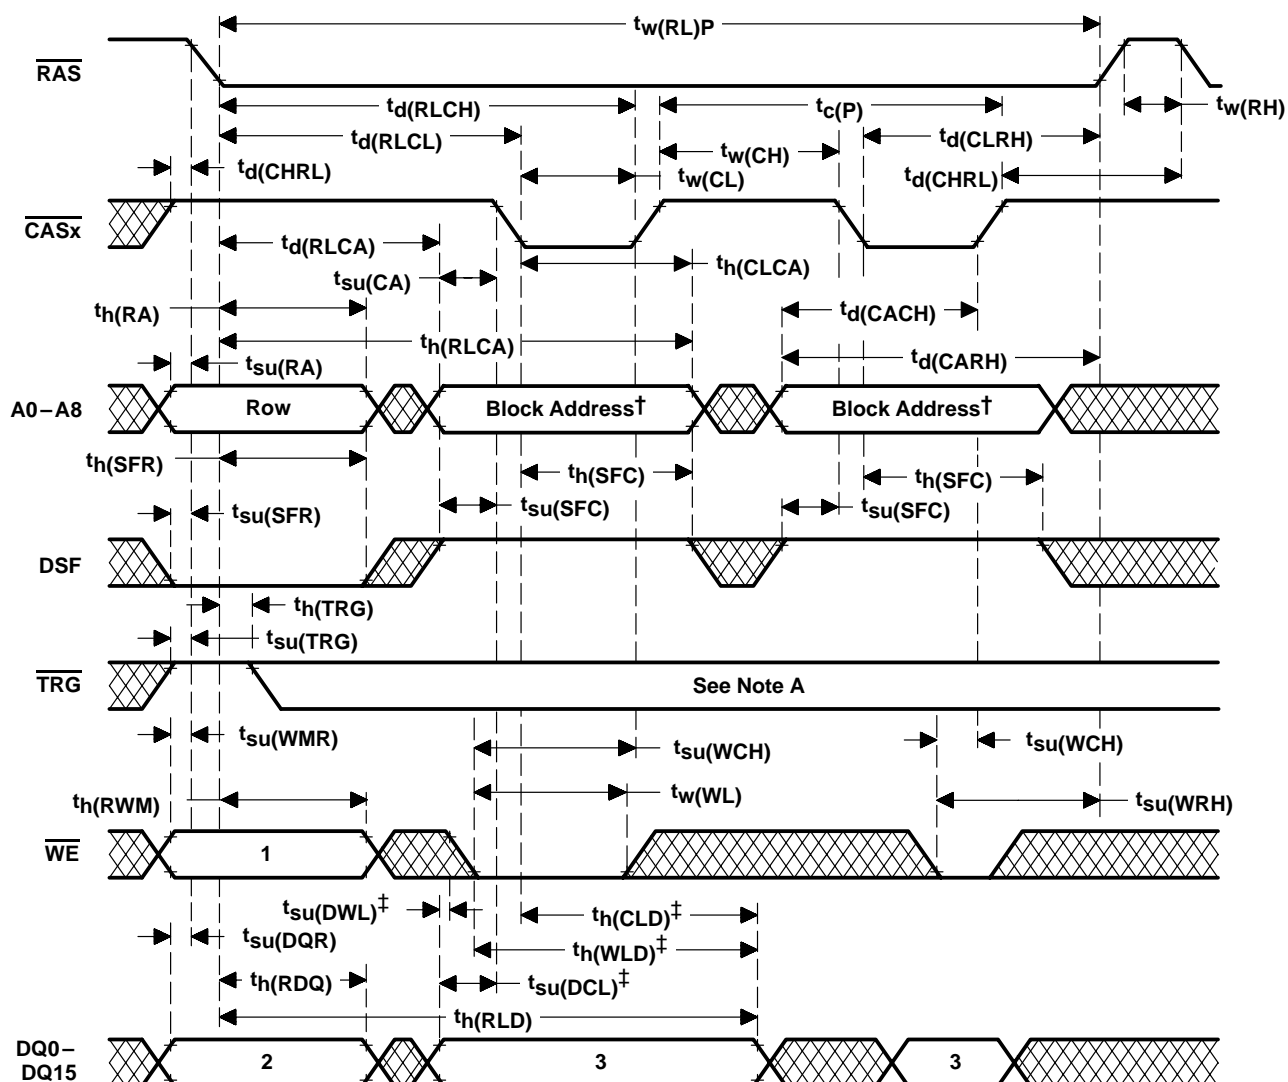 tw(RL)P
RAS
td(RLCH)
tc(P)
tw(RH)
td(RLCL)
td(CLRH)
tw(CH)
td(CHRL)
tw(CL)
td(CHRL)
CASx
td(RLCA)
th(CLCA)
tsu(CA)
th(RA)
td(CACH)
th(RLCA)
tsu(RA)
td(CARH)
A0–A8
Row
Block Address†
Block Address†
th(SFR)
th(SFC)
th(SFC)
tsu(SFR)
tsu(SFC)
tsu(SFC)
DSF
th(TRG)
tsu(TRG)
TRG
See Note A
tsu(WMR)
tsu(WCH)
tsu(WCH)
th(RWM)
tw(WL)
tsu(WRH)
WE
1
tsu(DWL)‡
th(CLD)‡
tsu(DQR)
th(WLD)‡
th(RDQ)
tsu(DCL)‡
th(RLD)
DQ0–
DQ15
2
3
3